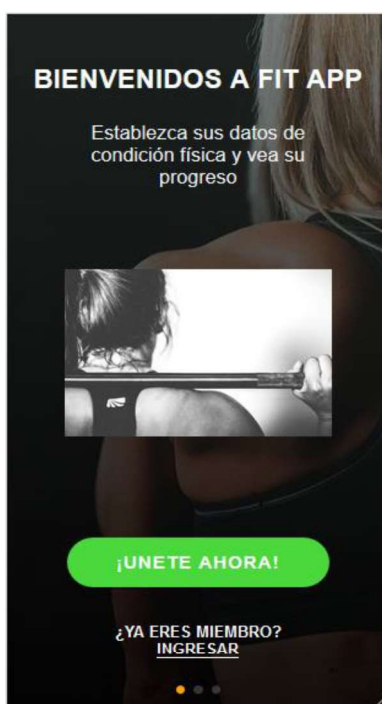 BIENVENIDOS A FIT APP
Establezca sus datos de
condición física y vea su
progreso
¡UNETE AHORA!
¿YA ERES MIEMBRO?
INGRESAR